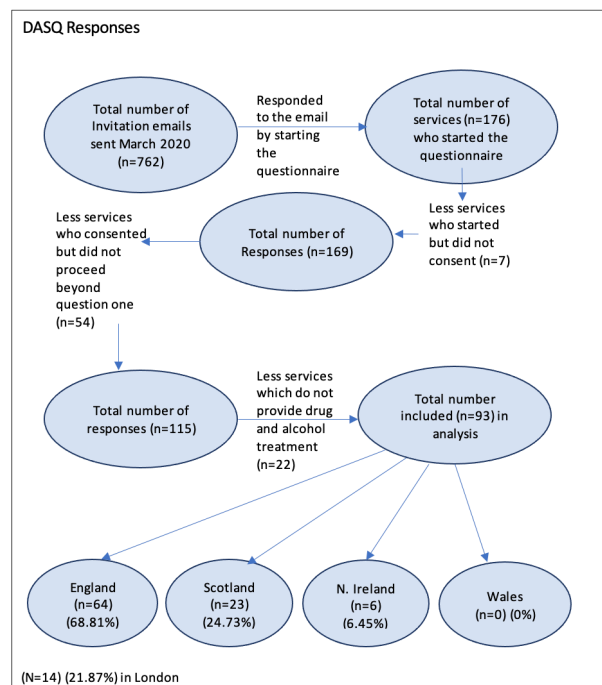 DASQ Responses
Total number of
Invitation emails
sent March 2020
(n=762)
Responded
to the email
by starting
the
questionnaire
Total number of
services (n=176)
who started the
questionnaire
Less services
who started
but did not
consent (n=7)
Total number of
Responses (n=169)
Less services
who consented
but did not
proceed
beyond
question one
(n=54)
Total number of
responses (n=115)
Less services
which do not
provide drug
and alcohol
treatment
(n=22)
Total number
included (n=93) in
analysis
England
(n=64)
(68.81%)
Scotland
(n=23)
(24.73%)
N. Ireland
(n=6)
(6.45%)
Wales
(n=0) (0%)
(N=14) (21.87%) in London